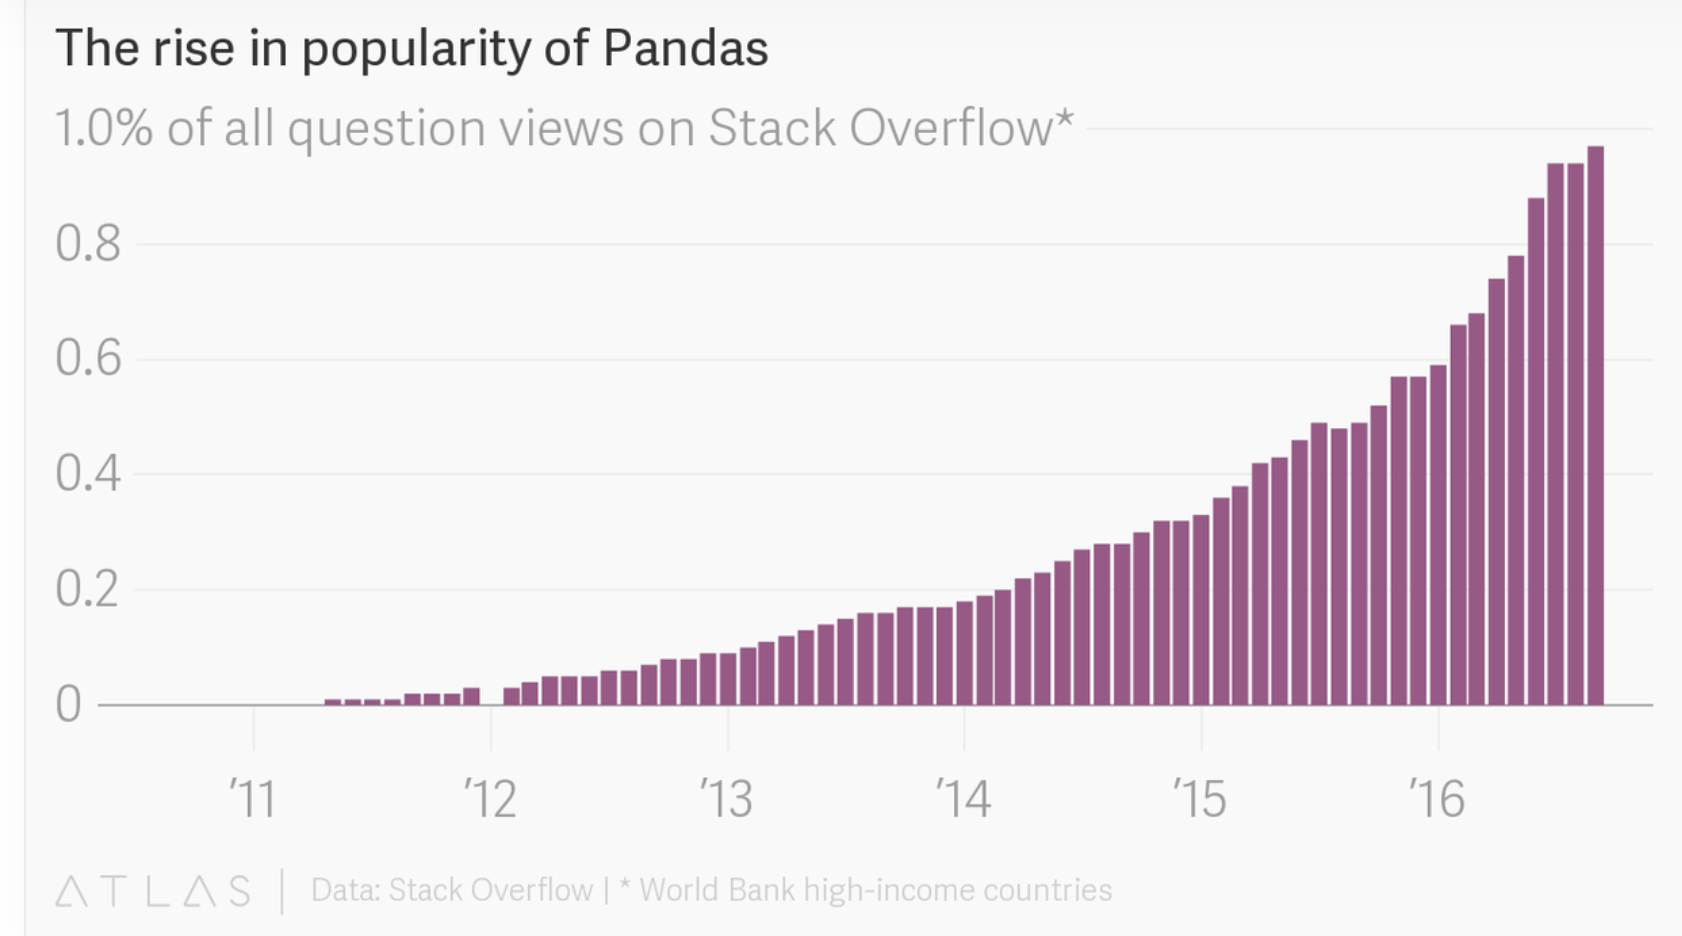 The rise in popularity of Pandas
1.0% of all question views on Stack Overflow*
0.8
0.6
0.4
0.2
0
'11 '12 '13 '14 '15 '16
ATLAS | Data: Stack Overflow | * World Bank high-income countries